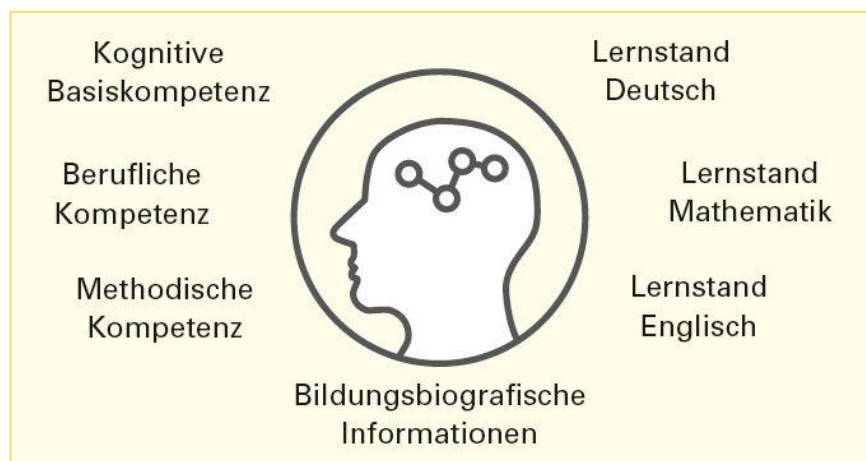 Kognitive
Basiskompetenz
Berufliche
Kompetenz
Methodische
Kompetenz
Lernstand
Deutsch
Lernstand
Mathematik
Lernstand
Englisch
Bildungsbiografische
Informationen